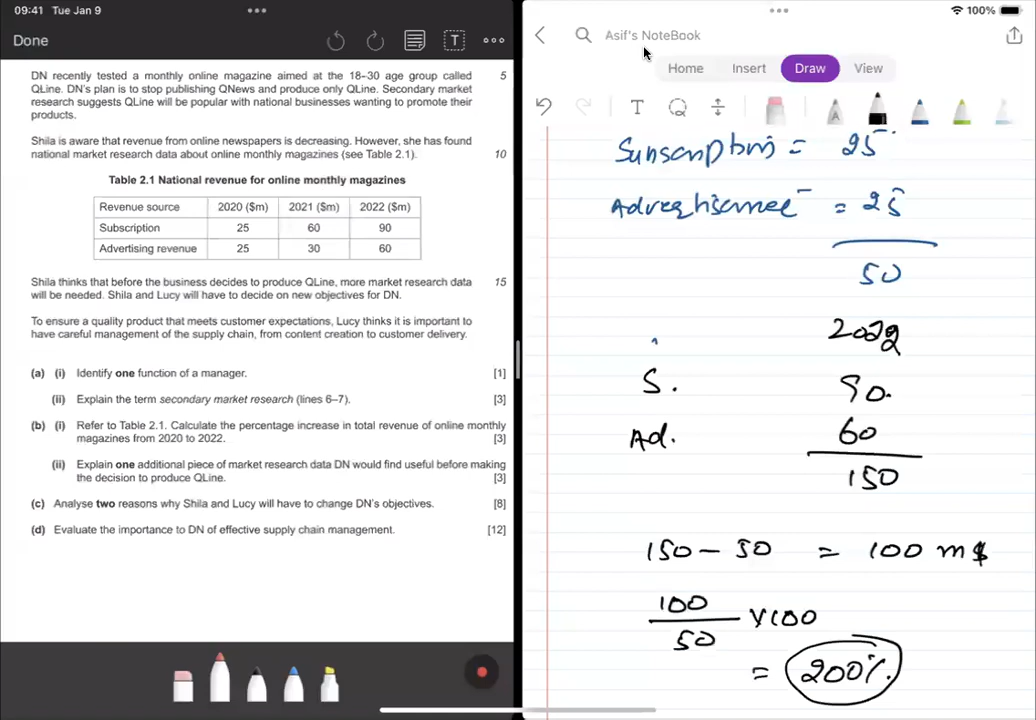 09:41 Tue Jan 9
100%
Done
T
Asif's NoteBook
Home Insert Draw View
T
A
DN recently tested a monthly online magazine aimed at the 18–30 age group called 5
QLine. DN's plan is to stop publishing QNews and produce only QLine. Secondary market
research suggests QLine will be popular with national businesses wanting to promote their
products.
Shila is aware that revenue from online newspapers is decreasing. However, she has found
national market research data about online monthly magazines (see Table 2.1). 10
Table 2.1 National revenue for online monthly magazines
Revenue source 2020 ($m) 2021 ($m) 2022 ($m)
Subscription 25 60 90
Advertising revenue 25 30 60
Shila thinks that before the business decides to produce QLine, more market research data 15
will be needed. Shila and Lucy will have to decide on new objectives for DN.
To ensure a quality product that meets customer expectations, Lucy thinks it is important to
have careful management of the supply chain, from content creation to customer delivery.
(a) (i) Identify one function of a manager. [1]
(ii) Explain the term secondary market research (lines 6–7). [3]
(b) (i) Refer to Table 2.1. Calculate the percentage increase in total revenue of online monthly
magazines from 2020 to 2022. [3]
(ii) Explain one additional piece of market research data DN would find useful before making
the decision to produce QLine. [3]
(c) Analyse two reasons why Shila and Lucy will have to change DN's objectives. [8]
(d) Evaluate the importance to DN of effective supply chain management. [12]
= 25
= 25
50
2022
S. 90.
Ad. 60
150
150 – 50 = 100 m$
100
50
×100
= 200%.